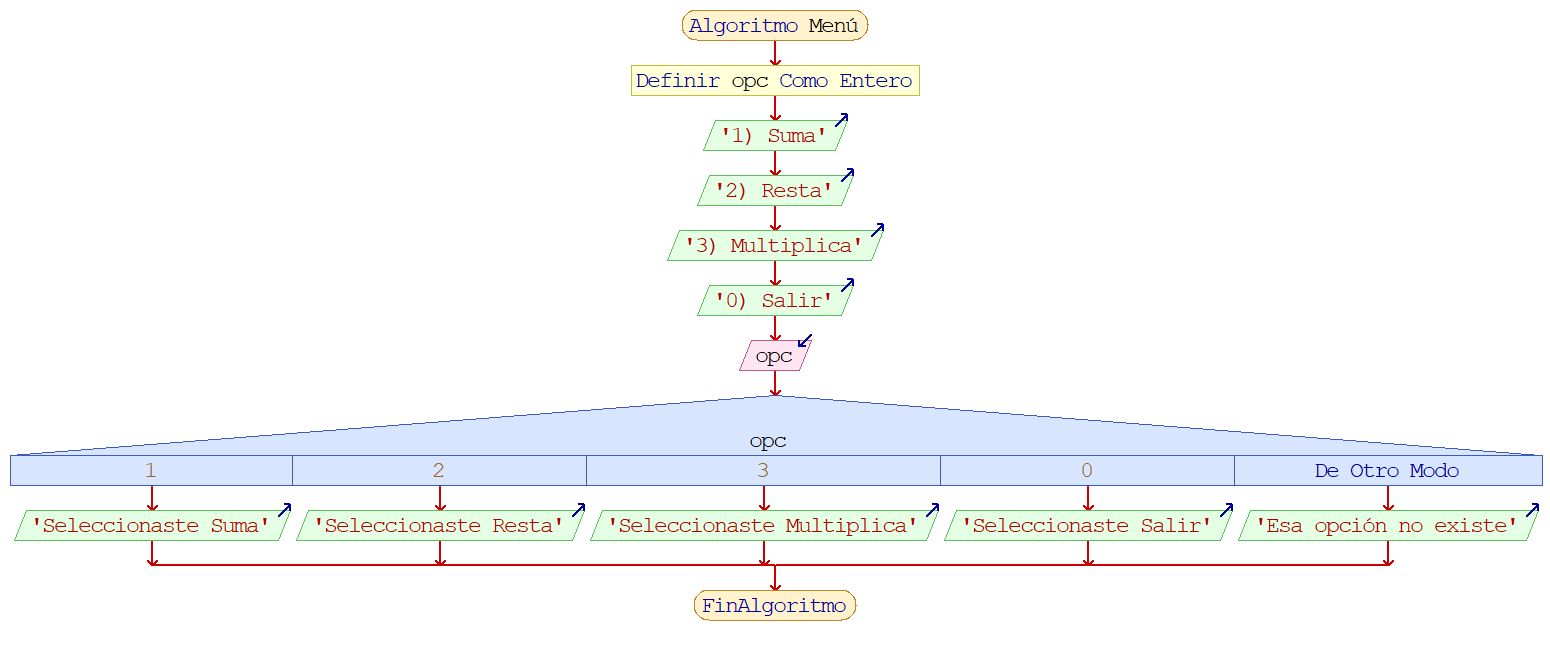 Algoritmo Menú
Definir opc Como Entero
'1) Suma'
'2) Resta'
'3) Multiplica'
'0) Salir'
opc
opc
1 2 3 0 De Otro Modo
'Seleccionaste Suma' 'Seleccionaste Resta' 'Seleccionaste Multiplica' 'Seleccionaste Salir' 'Esa opción no existe'
FinAlgoritmo